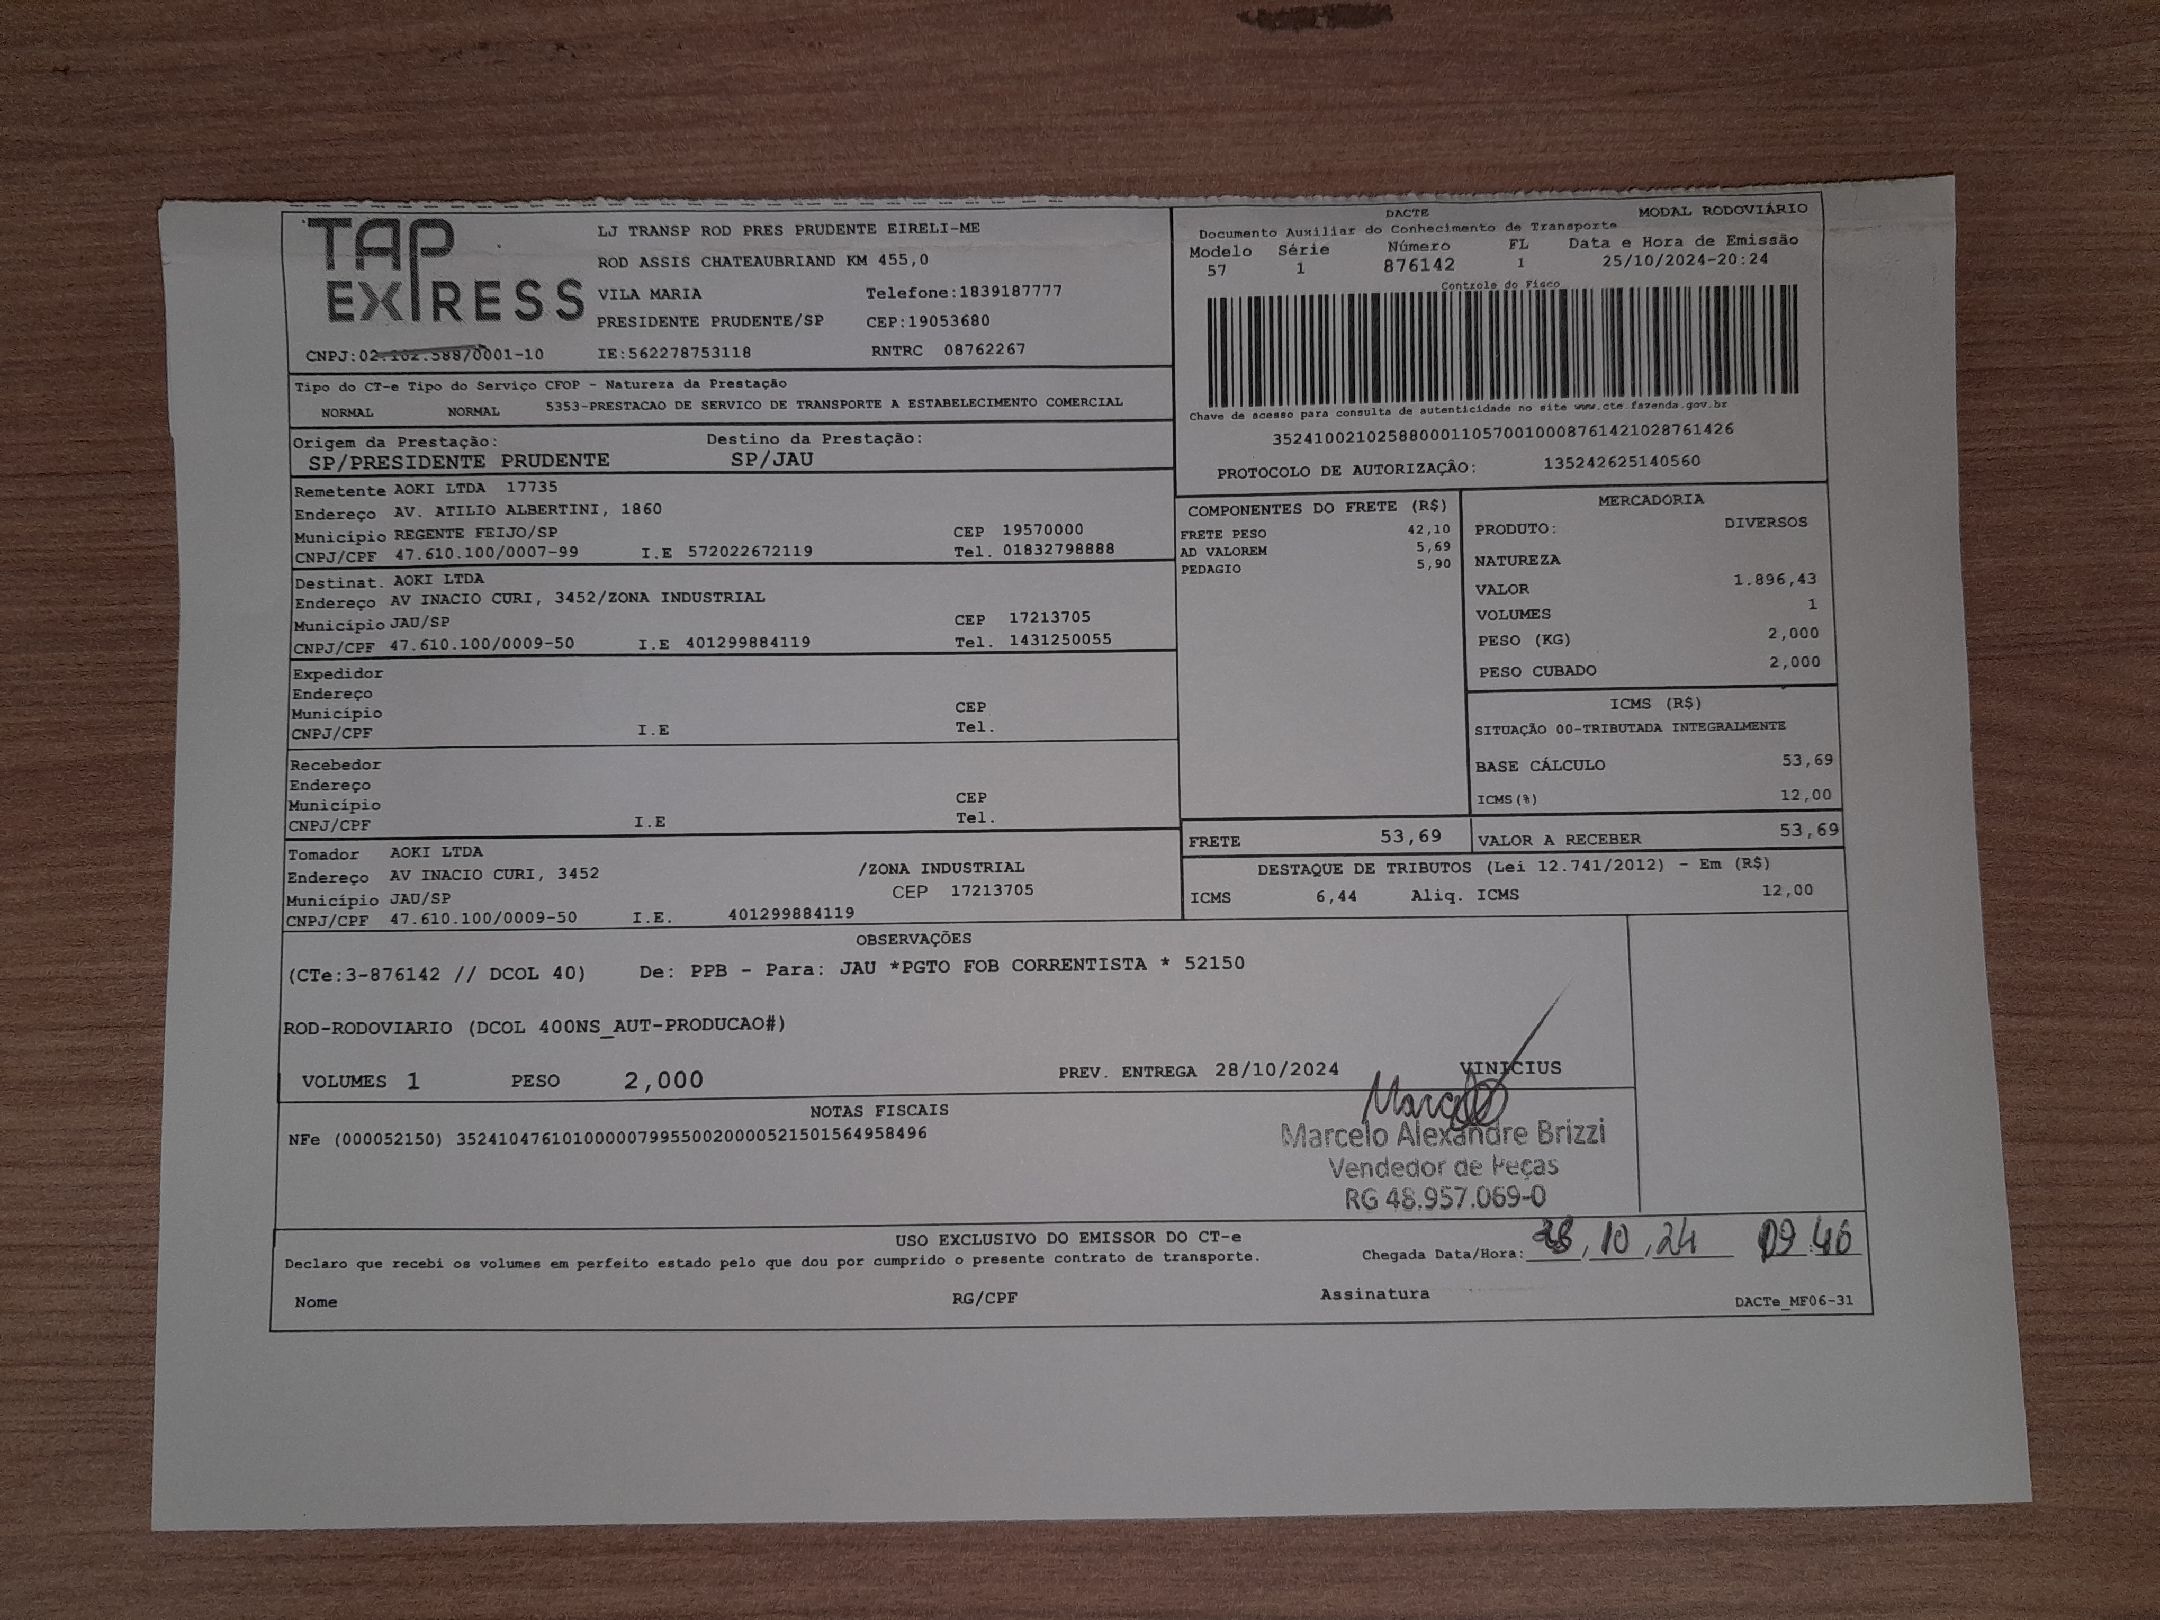 TAP
EXPRESS
LJ TRANSP ROD PRES PRUDENTE EIRELI-ME
ROD ASSIS CHATEAUBRIAND KM 455,0
VILA MARIA Telefone:1839187777
PRESIDENTE PRUDENTE/SP CEP:19053680
CNPJ:02.102.588/0001-10 IE:562278753118 RNTRC 08762267
DACTE MODAL RODOVIÁRIO
Documento Auxiliar do Conhecimento de Transporte
Modelo Série Número FL Data e Hora de Emissão
57 1 876142 1 25/10/2024-20:24
Controle do Fisco
Chave de acesso para consulta de autenticidade no site www.cte.fazenda.gov.br
35241002102588000110570010008761421028761426
PROTOCOLO DE AUTORIZAÇÃO: 135242625140560
Tipo do CT-e Tipo do Serviço CFOP - Natureza da Prestação
NORMAL NORMAL 5353-PRESTACAO DE SERVICO DE TRANSPORTE A ESTABELECIMENTO COMERCIAL
Origem da Prestação: Destino da Prestação:
SP/PRESIDENTE PRUDENTE SP/JAU
Remetente AOKI LTDA 17735
Endereço AV. ATILIO ALBERTINI, 1860
Município REGENTE FEIJO/SP CEP 19570000
CNPJ/CPF 47.610.100/0007-99 I.E 572022672119 Tel. 01832798888
Destinat. AOKI LTDA
Endereço AV INACIO CURI, 3452/ZONA INDUSTRIAL
Município JAU/SP CEP 17213705
CNPJ/CPF 47.610.100/0009-50 I.E 401299884119 Tel. 1431250055
Expedidor
Endereço
Município CEP
CNPJ/CPF I.E Tel.
Recebedor
Endereço
Município CEP
CNPJ/CPF I.E Tel.
Tomador AOKI LTDA
Endereço AV INACIO CURI, 3452 /ZONA INDUSTRIAL
Município JAU/SP CEP 17213705
CNPJ/CPF 47.610.100/0009-50 I.E. 401299884119
COMPONENTES DO FRETE (R$)
FRETE PESO 42,10
AD VALOREM 5,69
PEDAGIO 5,90
MERCADORIA
PRODUTO: DIVERSOS
NATUREZA
VALOR 1.896,43
VOLUMES 1
PESO (KG) 2,000
PESO CUBADO 2,000
ICMS (R$)
SITUAÇÃO 00-TRIBUTADA INTEGRALMENTE
BASE CÁLCULO 53,69
ICMS(%) 12,00
FRETE 53,69 VALOR A RECEBER 53,69
DESTAQUE DE TRIBUTOS (Lei 12.741/2012) - Em (R$)
ICMS 6,44 Aliq. ICMS 12,00
OBSERVAÇÕES
(CTe:3-876142 // DCOL 40) De: PPB - Para: JAU *PGTO FOB CORRENTISTA * 52150
ROD-RODOVIARIO (DCOL 400NS_AUT-PRODUCAO#)
VOLUMES 1 PESO 2,000 PREV. ENTREGA 28/10/2024 VINICIUS
NOTAS FISCAIS
NFe (000052150) 35241047610100000799550020000521501564958496
Marcelo Alexandre Brizzi
Vendedor de Peças
RG 48.957.069-0
USO EXCLUSIVO DO EMISSOR DO CT-e
Declaro que recebi os volumes em perfeito estado pelo que dou por cumprido o presente contrato de transporte.
Chegada Data/Hora: 28,10,24 09:46
Nome RG/CPF Assinatura DACTe_MF06-31